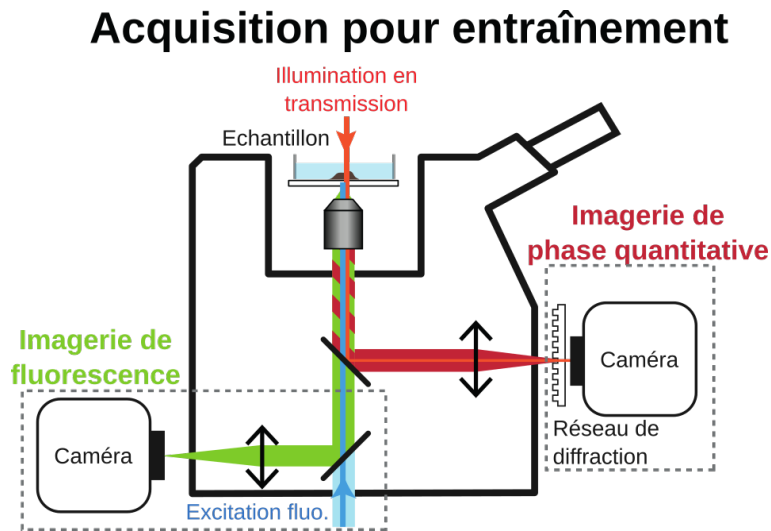 Acquisition pour entraînement
Illumination en
transmission
Echantillon
Imagerie de
phase quantitative
Imagerie de
fluorescence
Caméra
Caméra
Réseau de
diffraction
Excitation fluo.